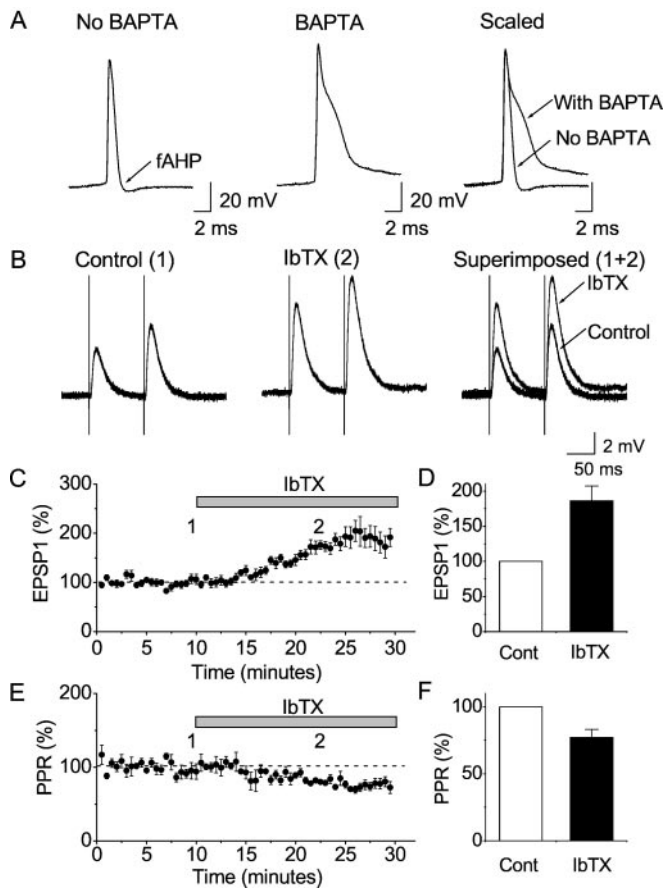 A
No BAPTA
BAPTA
Scaled
fAHP
With BAPTA
No BAPTA
20 mV
2 ms
20 mV
2 ms
20 mV
2 ms
B
Control (1)
IbTX (2)
Superimposed (1+2)
IbTX
Control
2 mV
50 ms
C
EPSP1 (%)
300
200
100
0
IbTX
1
2
0 5 10 15 20 25 30
Time (minutes)
D
EPSP1 (%)
200
150
100
50
0
Cont IbTX
E
PPR (%)
200
100
0
IbTX
1
2
0 5 10 15 20 25 30
Time (minutes)
F
PPR (%)
100
50
0
Cont IbTX